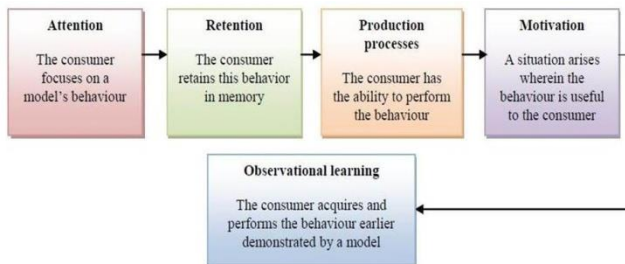 Attention
The consumer
focuses on a
model's behaviour
Retention
The consumer
retains this behavior
in memory
Production
processes
The consumer has
the ability to perform
the behaviour
Motivation
A situation arises
wherein the
behaviour is useful
to the consumer
Observational learning
The consumer acquires and
performs the behaviour earlier
demonstrated by a model